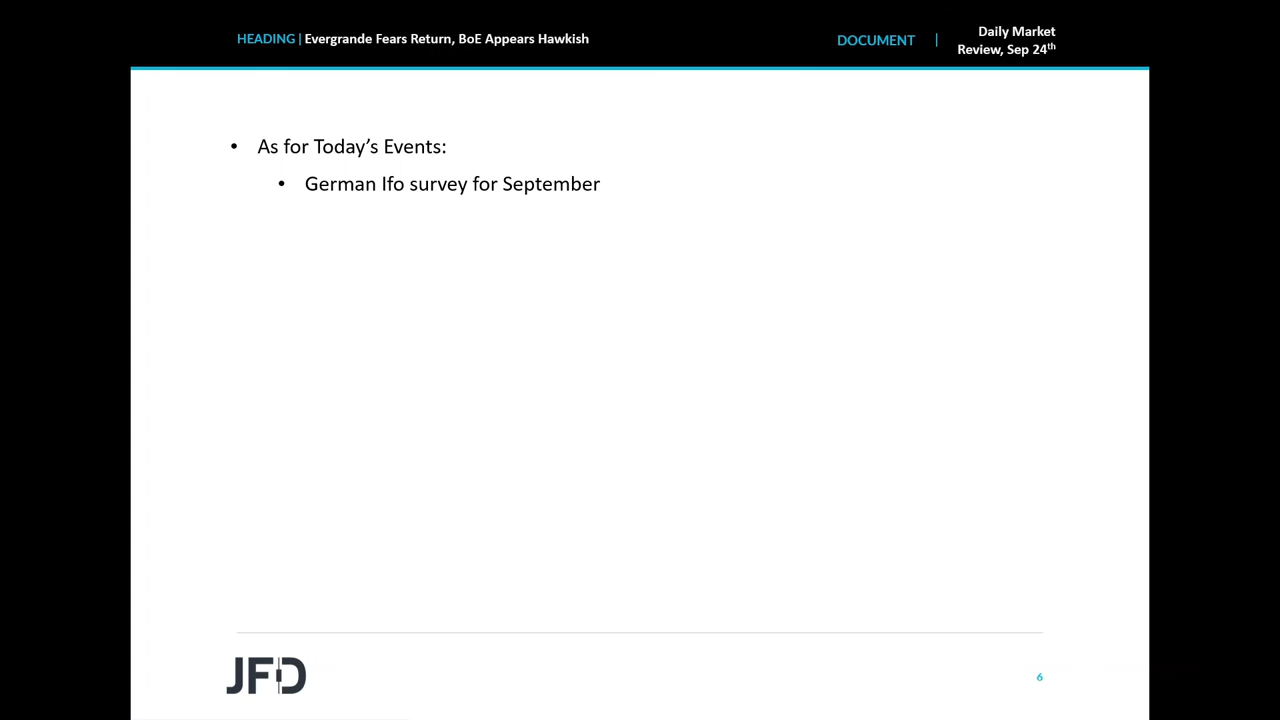 HEADING | Evergrande Fears Return, BoE Appears Hawkish
DOCUMENT |
Daily Market
Review, Sep 24th
• As for Today’s Events:
• German Ifo survey for September
JFD
6